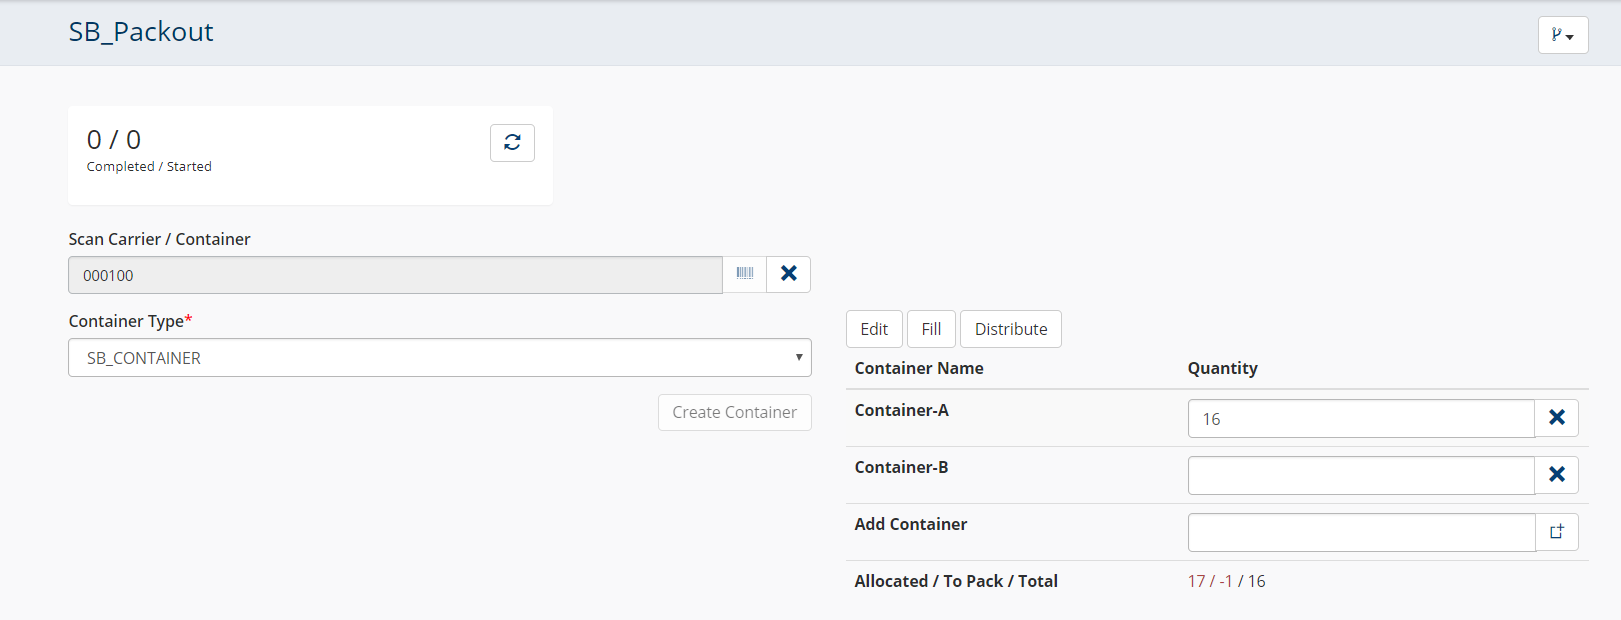 SB_Packout
0 / 0
Completed / Started
Scan Carrier / Container
000100
Container Type*
SB_CONTAINER
Create Container
Edit Fill Distribute
Container Name Quantity
Container-A 16
Container-B
Add Container
Allocated / To Pack / Total 17 / -1 / 16